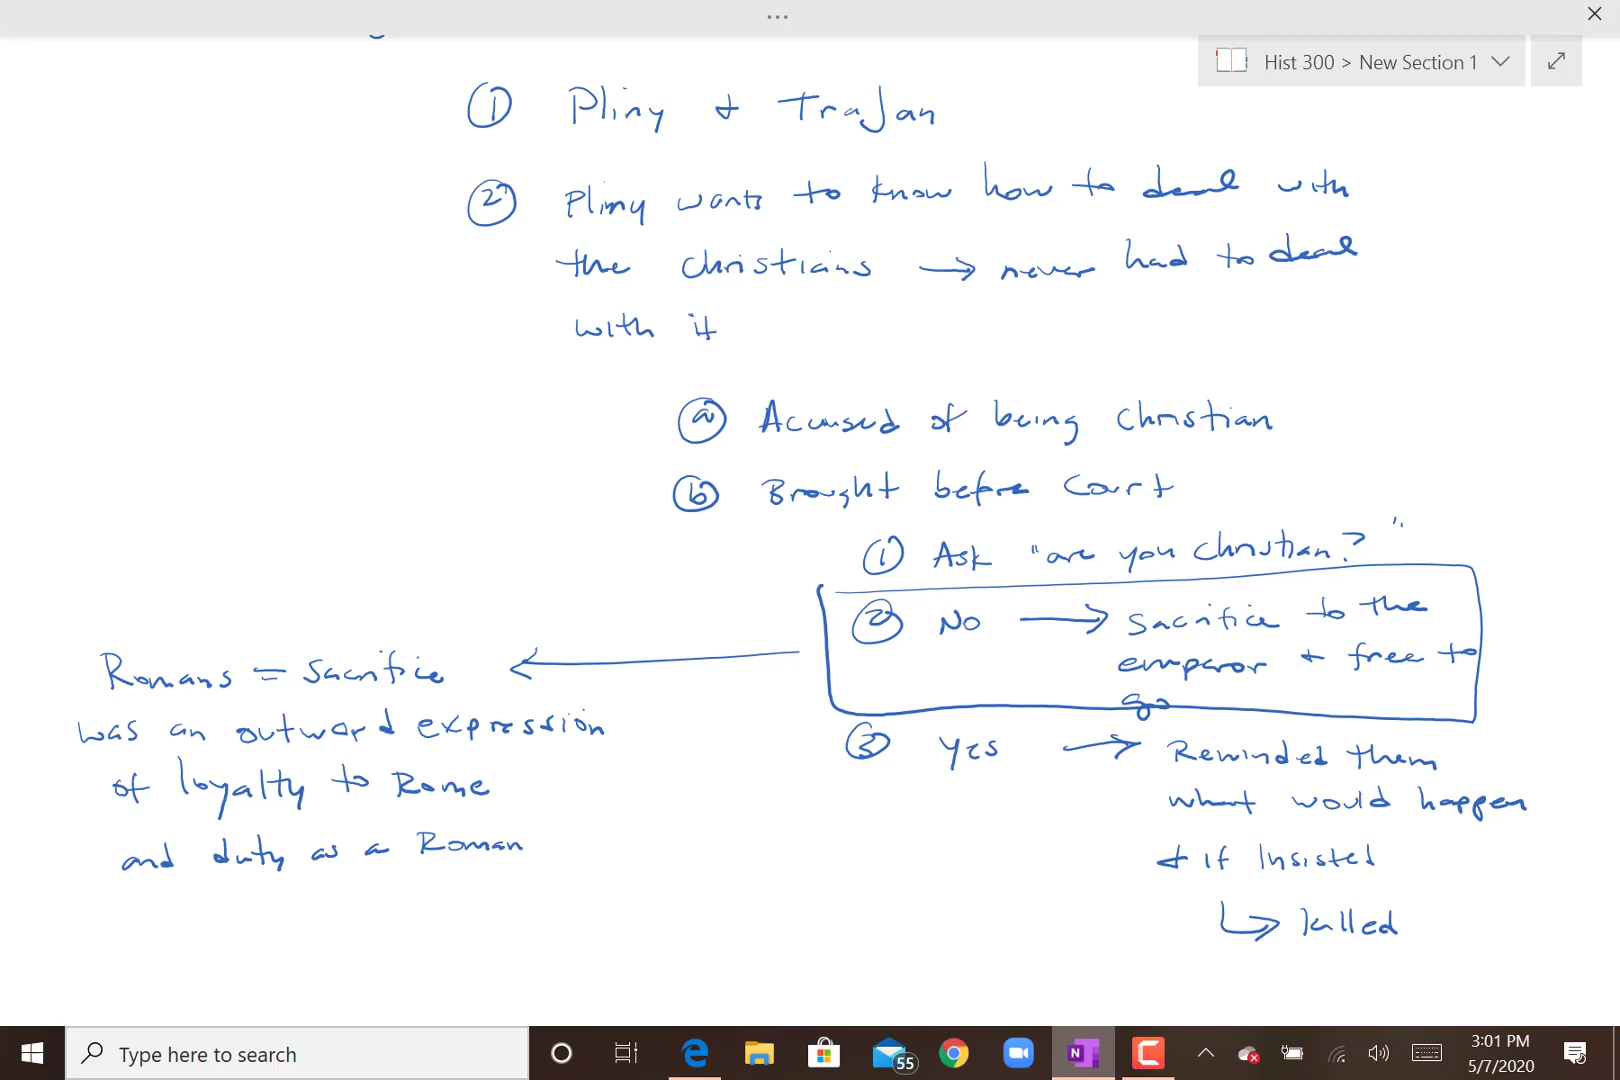 Hist 300 > New Section 1
① Pliny + Trajan
② Pliny wants to know how to deal with
the Christians → never had to deal
with it
ⓐ Accused of being Christian
ⓑ Brought before Court
① Ask "are you Christian?"
② No → Sacrifice to the
emperor + free to
go
Romans = Sacrifice
was an outward expression
of loyalty to Rome
and duty as a Roman
③ Yes → Reminded them
what would happen
+ if Insisted
↳ killed
Type here to search
55
N
3:01 PM
5/7/2020